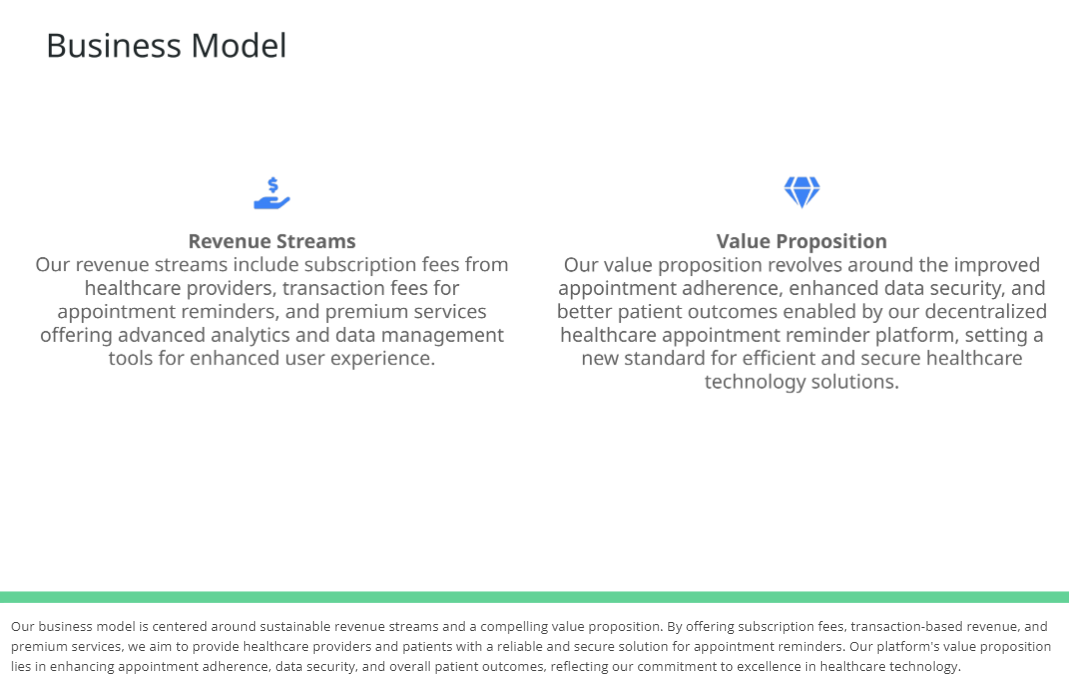 Business Model
$
Revenue Streams
Our revenue streams include subscription fees from
healthcare providers, transaction fees for
appointment reminders, and premium services
offering advanced analytics and data management
tools for enhanced user experience.
Value Proposition
Our value proposition revolves around the improved
appointment adherence, enhanced data security, and
better patient outcomes enabled by our decentralized
healthcare appointment reminder platform, setting a
new standard for efficient and secure healthcare
technology solutions.
Our business model is centered around sustainable revenue streams and a compelling value proposition. By offering subscription fees, transaction-based revenue, and
premium services, we aim to provide healthcare providers and patients with a reliable and secure solution for appointment reminders. Our platform's value proposition
lies in enhancing appointment adherence, data security, and overall patient outcomes, reflecting our commitment to excellence in healthcare technology.